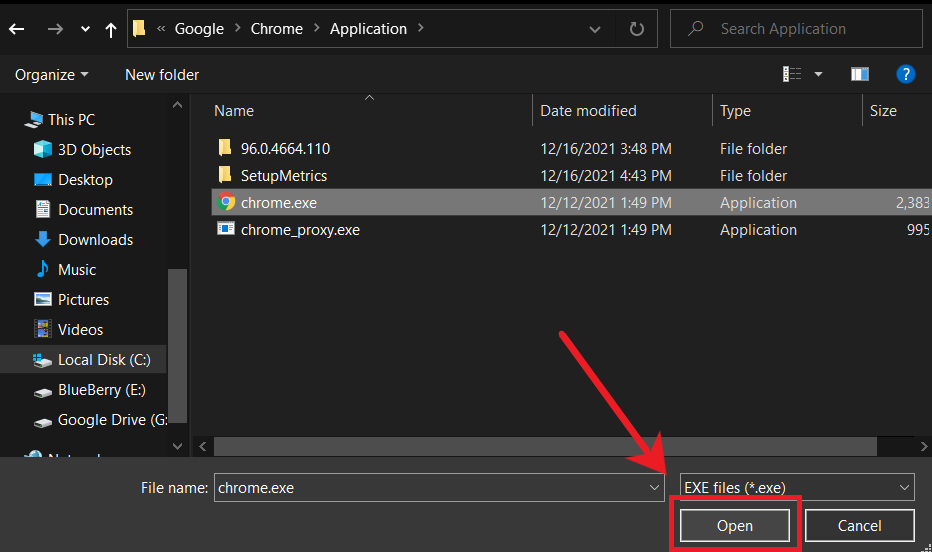 « Google > Chrome > Application >
Search Application
Organize
New folder
?
Name
Date modified
Type
Size
This PC
3D Objects
Desktop
Documents
Downloads
Music
Pictures
Videos
Local Disk (C:)
BlueBerry (E:)
Google Drive (G:
96.0.4664.110 12/16/2021 3:48 PM File folder
SetupMetrics 12/16/2021 4:43 PM File folder
chrome.exe 12/12/2021 1:49 PM Application 2,383
chrome_proxy.exe 12/12/2021 1:49 PM Application 995
File name: chrome.exe
EXE files (*.exe)
Open
Cancel